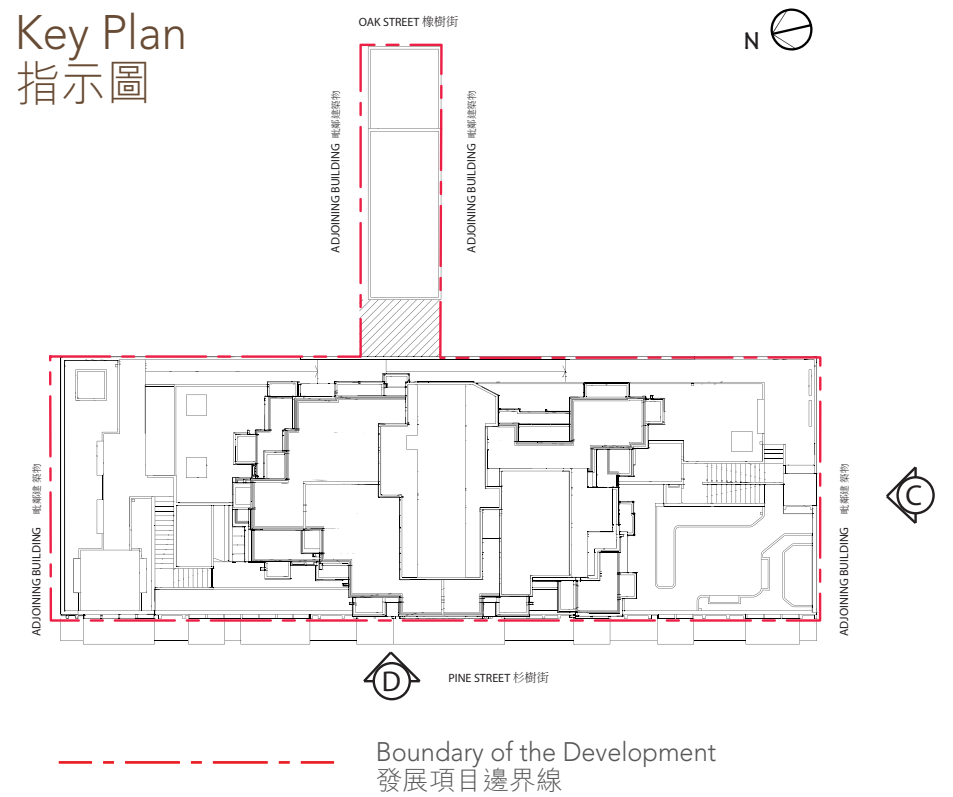 Key Plan
指示圖
OAK STREET 橡樹街
N
ADJOINING BUILDING 毗鄰建築物
ADJOINING BUILDING 毗鄰建築物
ADJOINING BUILDING 毗鄰建築物
ADJOINING BUILDING 毗鄰建築物
C
D
PINE STREET 杉樹街
Boundary of the Development
發展項目邊界線